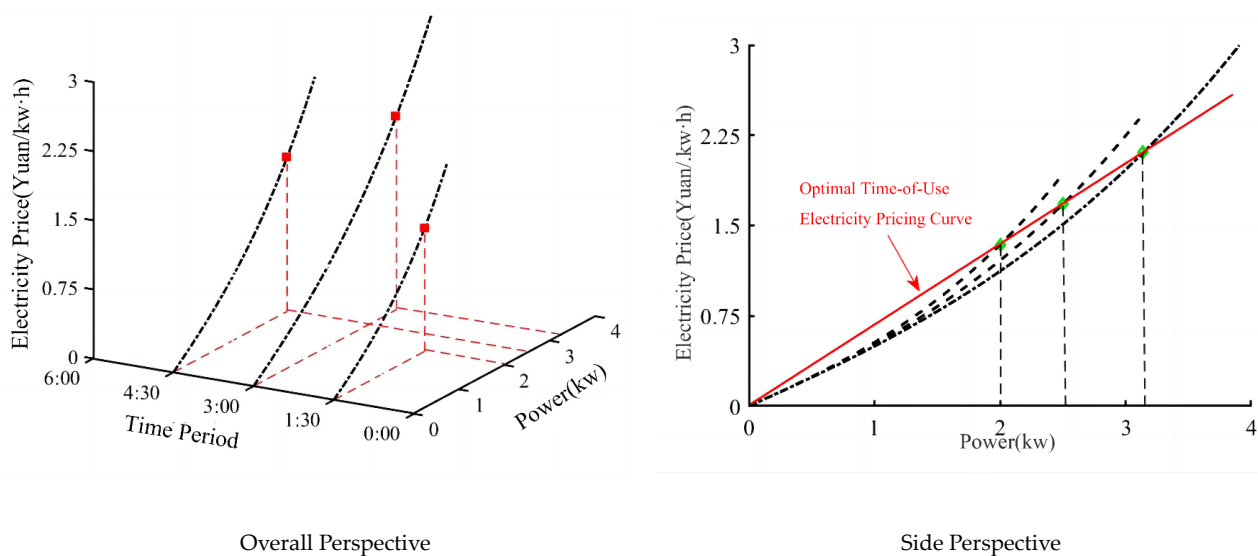 Electricity Price(Yuan/kw·h)
3
2.25
1.5
0.75
0
6:00
4:30
3:00
1:30
0:00
Time Period
0
1
2
3
4
Power(kw)
Overall Perspective
Electricity Price(Yuan/.kw·h)
3
2.25
1.5
0.75
0
Optimal Time-of-Use
Electricity Pricing Curve
0
1
2
3
4
Power(kw)
Side Perspective